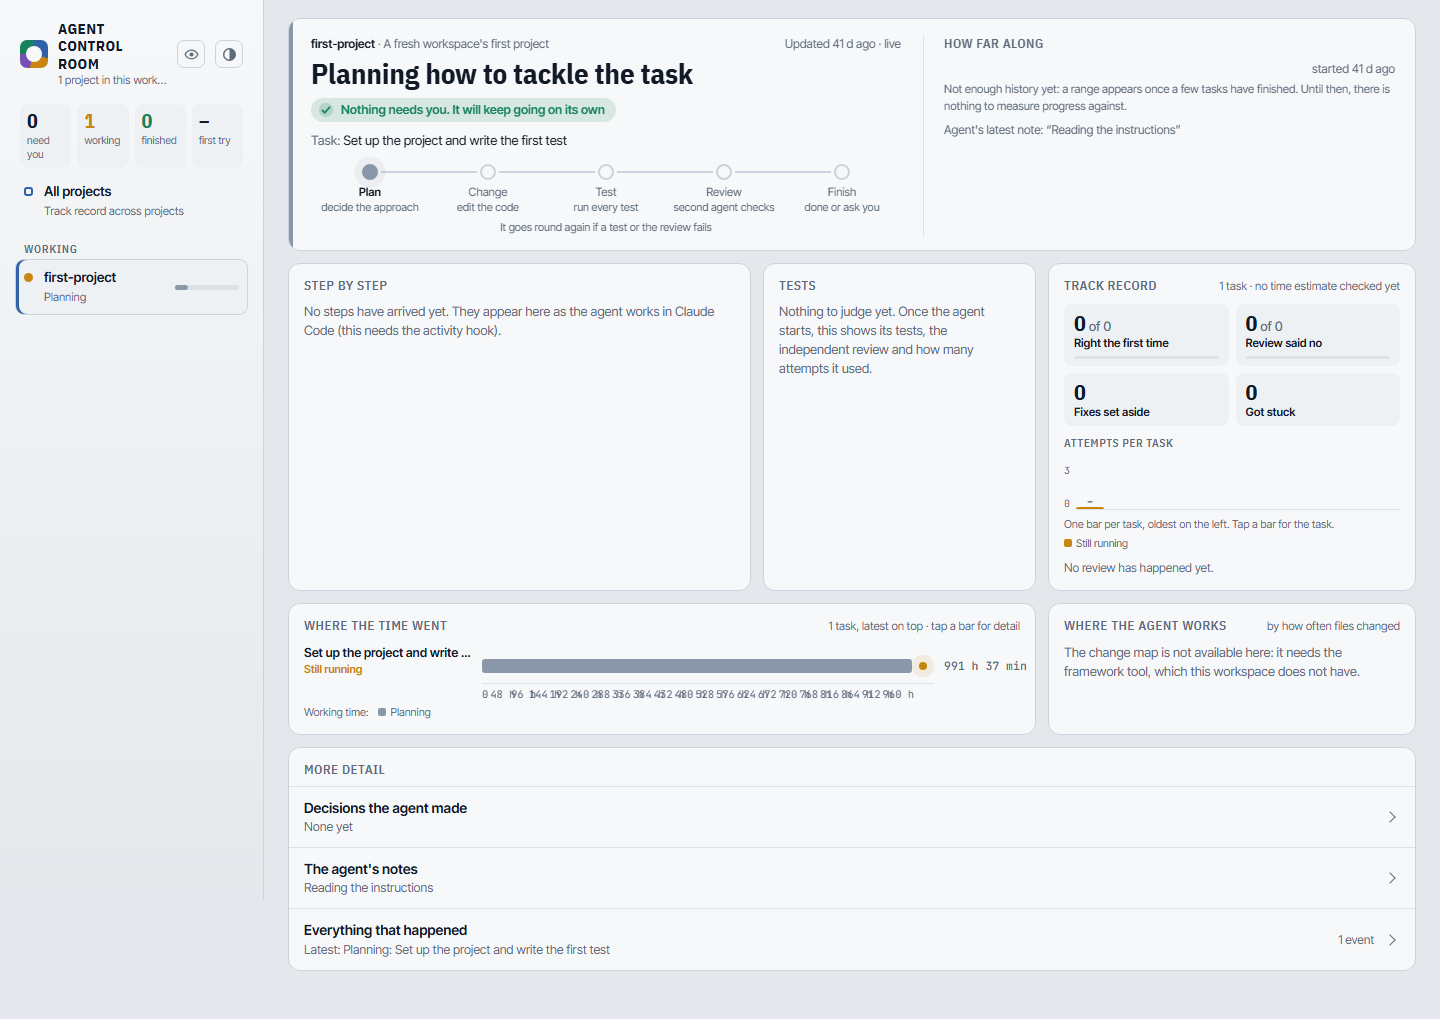 AGENT
CONTROL
ROOM
1 project in this work...
0
need
you
1
working
0
finished
–
first try
All projects
Track record across projects
WORKING
first-project
Planning
first-project · A fresh workspace's first project
Updated 41 d ago · live
Planning how to tackle the task
Nothing needs you. It will keep going on its own
Task: Set up the project and write the first test
Plan
decide the approach
Change
edit the code
Test
run every test
Review
second agent checks
Finish
done or ask you
It goes round again if a test or the review fails
HOW FAR ALONG
started 41 d ago
Not enough history yet: a range appears once a few tasks have finished. Until then, there is
nothing to measure progress against.
Agent's latest note: “Reading the instructions”
STEP BY STEP
No steps have arrived yet. They appear here as the agent works in Claude
Code (this needs the activity hook).
TESTS
Nothing to judge yet. Once the agent
starts, this shows its tests, the
independent review and how many
attempts it used.
TRACK RECORD
1 task · no time estimate checked yet
0 of 0
Right the first time
0 of 0
Review said no
0
Fixes set aside
0
Got stuck
ATTEMPTS PER TASK
3
0
–
One bar per task, oldest on the left. Tap a bar for the task.
Still running
No review has happened yet.
WHERE THE TIME WENT
1 task, latest on top · tap a bar for detail
Set up the project and write ...
Still running
991 h 37 min
Working time:
Planning
WHERE THE AGENT WORKS
by how often files changed
The change map is not available here: it needs the
framework tool, which this workspace does not have.
MORE DETAIL
Decisions the agent made
None yet
The agent's notes
Reading the instructions
Everything that happened
Latest: Planning: Set up the project and write the first test
1 event